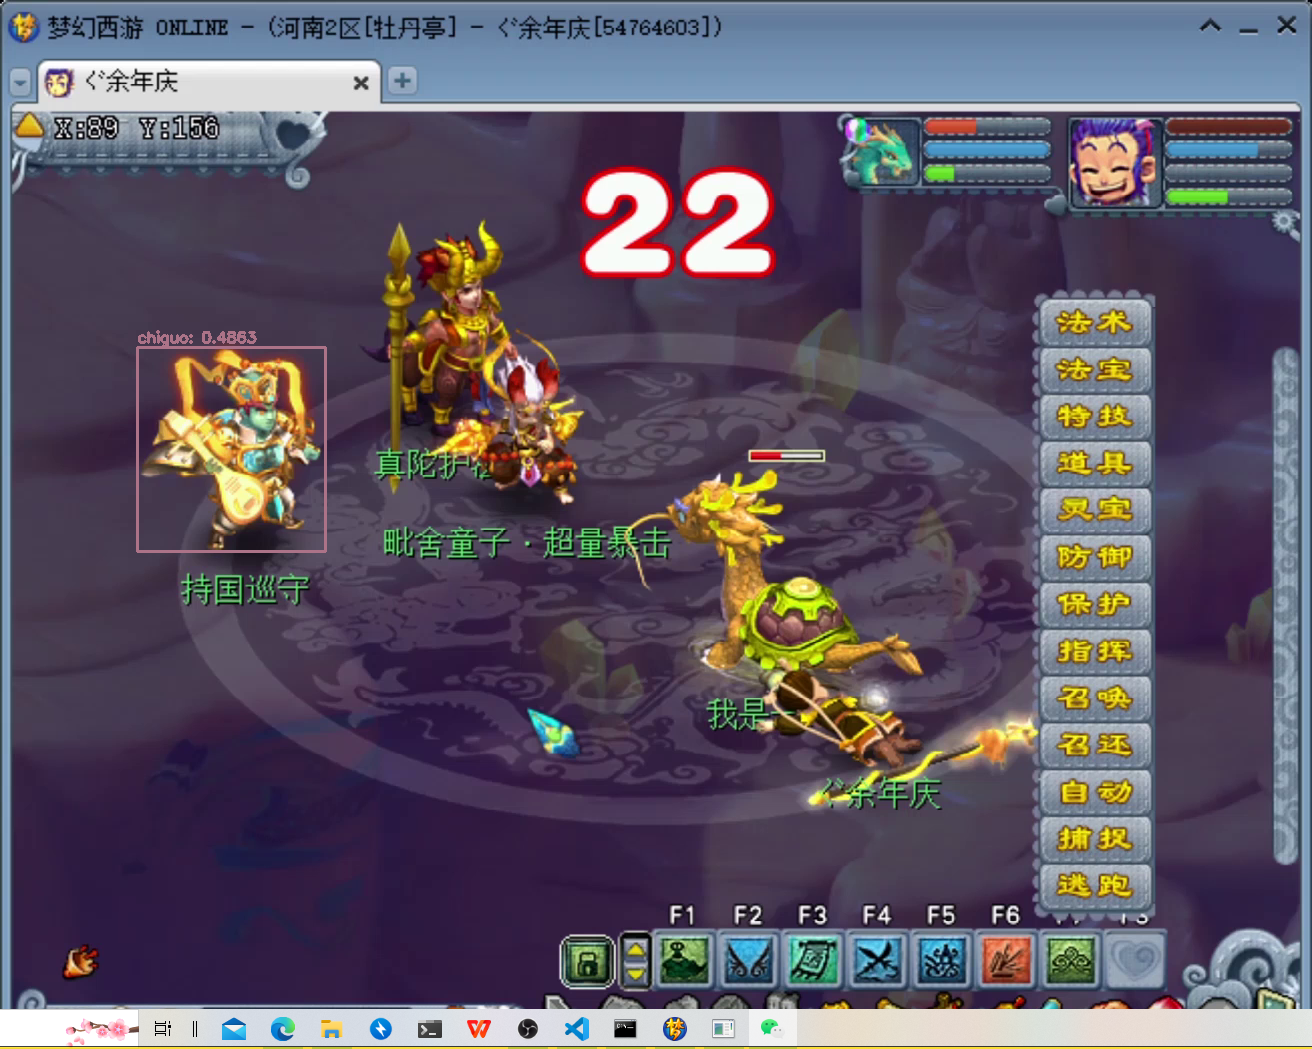 梦幻西游 ONLINE - (河南2区[牡丹亭] - ぐ余年庆[54764603])
ぐ余年庆
X:89 Y:156
22
chiguo: 0.4863
法术
法宝
特技
道具
灵宝
防御
保护
指挥
召唤
召还
自动
捕捉
逃跑
真陀护
毗舍童子·超量暴击
持国巡守
我是一
ぐ余年庆
F1 F2 F3 F4 F5 F6